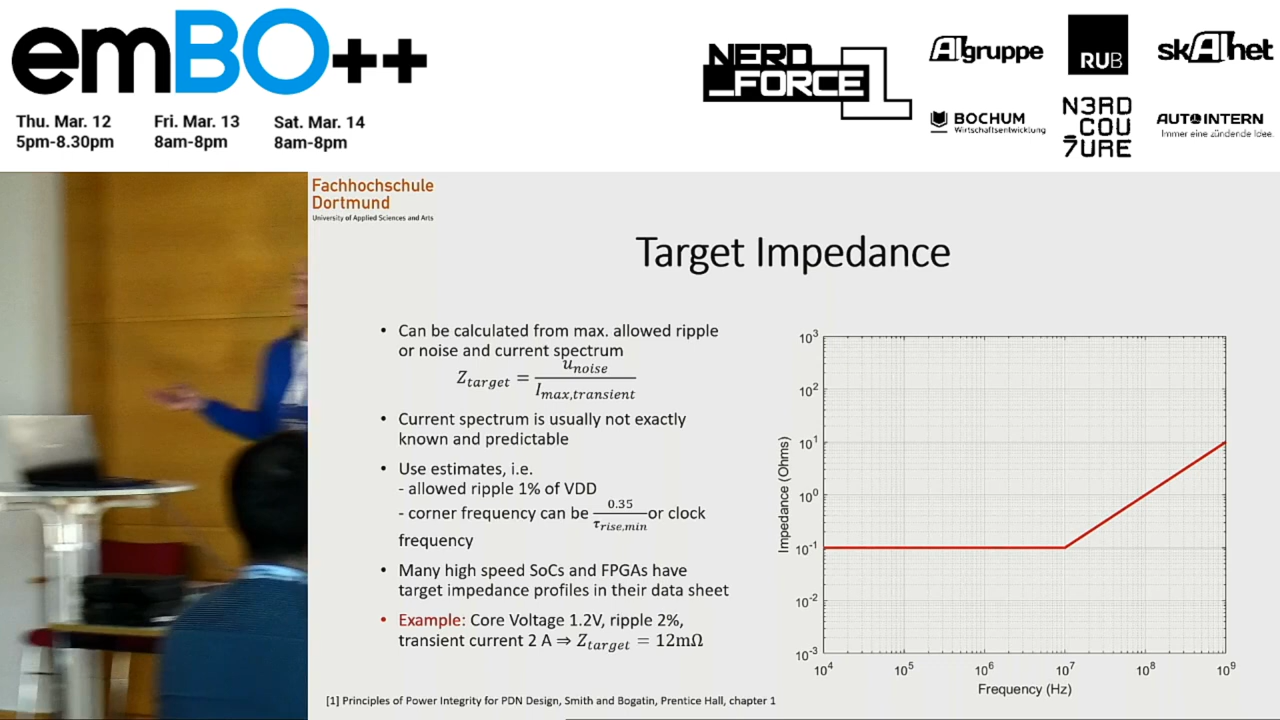 emBO++
Thu. Mar. 12
5pm-8.30pm
Fri. Mar. 13
8am-8pm
Sat. Mar. 14
8am-8pm
NERD
_FORCE1
AIgruppe
RUB
skAInet
BOCHUM
Wirtschaftsentwicklung
N3RD
COU
7URE
AUTOINTERN
Immer eine zündende Idee.
Fachhochschule
Dortmund
University of Applied Sciences and Arts
Target Impedance
• Can be calculated from max. allowed ripple
or noise and current spectrum
Z_target = u_noise / I_max,transient
• Current spectrum is usually not exactly
known and predictable
• Use estimates, i.e.
- allowed ripple 1% of VDD
- corner frequency can be 0.35 / τ_rise,min or clock
frequency
• Many high speed SoCs and FPGAs have
target impedance profiles in their data sheet
• Example: Core Voltage 1.2V, ripple 2%,
transient current 2 A ⇒ Z_target = 12mΩ
Impedance (Ohms)
10^3
10^2
10^1
10^0
10^-1
10^-2
10^-3
10^4 10^5 10^6 10^7 10^8 10^9
Frequency (Hz)
[1] Principles of Power Integrity for PDN Design, Smith and Bogatin, Prentice Hall, chapter 1